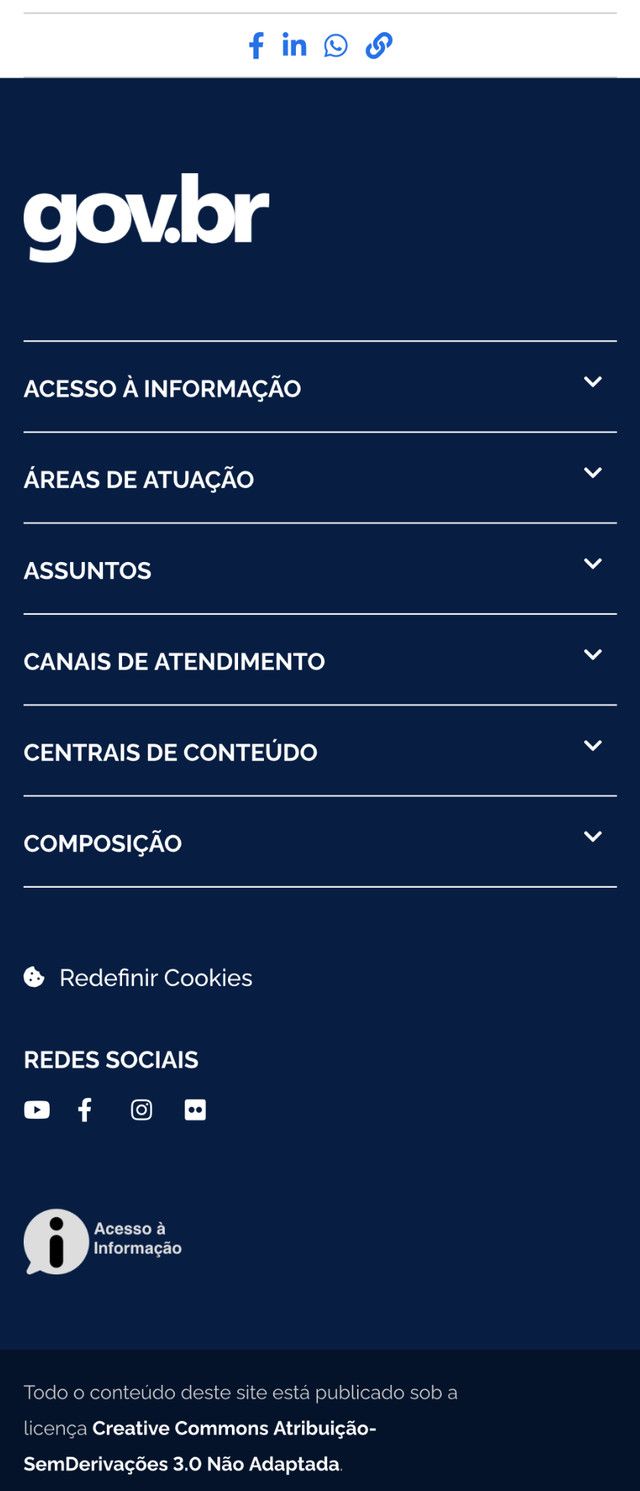 gov.br
ACESSO À INFORMAÇÃO
ÁREAS DE ATUAÇÃO
ASSUNTOS
CANAIS DE ATENDIMENTO
CENTRAIS DE CONTEÚDO
COMPOSIÇÃO
Redefinir Cookies
REDES SOCIAIS
Acesso à
Informação
Todo o conteúdo deste site está publicado sob a
licença Creative Commons Atribuição-
SemDerivações 3.0 Não Adaptada.